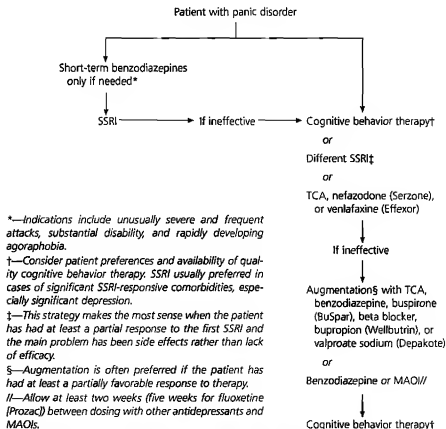 Patient with panic disorder
Short-term benzodiazepines
only if needed*
SSRI
If ineffective
Cognitive behavior therapy†
or
Different SSRI‡
or
TCA, nefazodone (Serzone),
or venlafaxine (Effexor)
If ineffective
Augmentation§ with TCA,
benzodiazepine, buspirone
(BuSpar), beta blocker,
bupropion (Wellbutrin), or
valproate sodium (Depakote)
or
Benzodiazepine or MAOI//
Cognitive behavior therapy†
*—Indications include unusually severe and frequent
attacks, substantial disability, and rapidly developing
agoraphobia.
†—Consider patient preferences and availability of qual-
ity cognitive behavior therapy. SSRI usually preferred in
cases of significant SSRI-responsive comorbidities, espe-
cially significant depression.
‡—This strategy makes the most sense when the patient
has had at least a partial response to the first SSRI and
the main problem has been side effects rather than lack
of efficacy.
§—Augmentation is often preferred if the patient has
had at least a partially favorable response to therapy.
//—Allow at least two weeks (five weeks for fluoxetine
[Prozac]) between dosing with other antidepressants and
MAOIs.